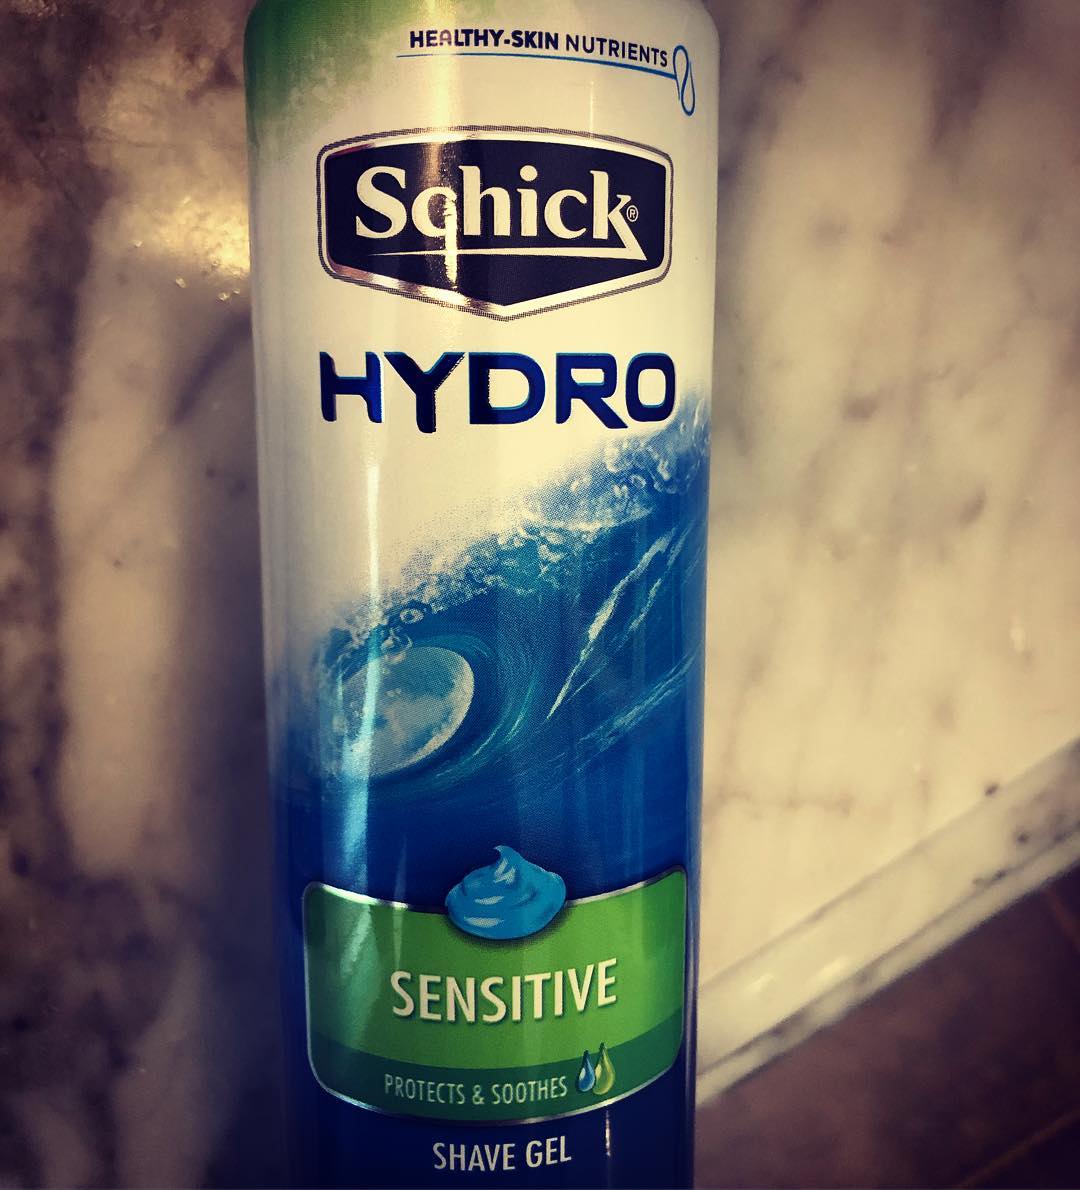 HEALTHY-SKIN NUTRIENTS
Schick®
HYDRO
SENSITIVE
PROTECTS & SOOTHES
SHAVE GEL